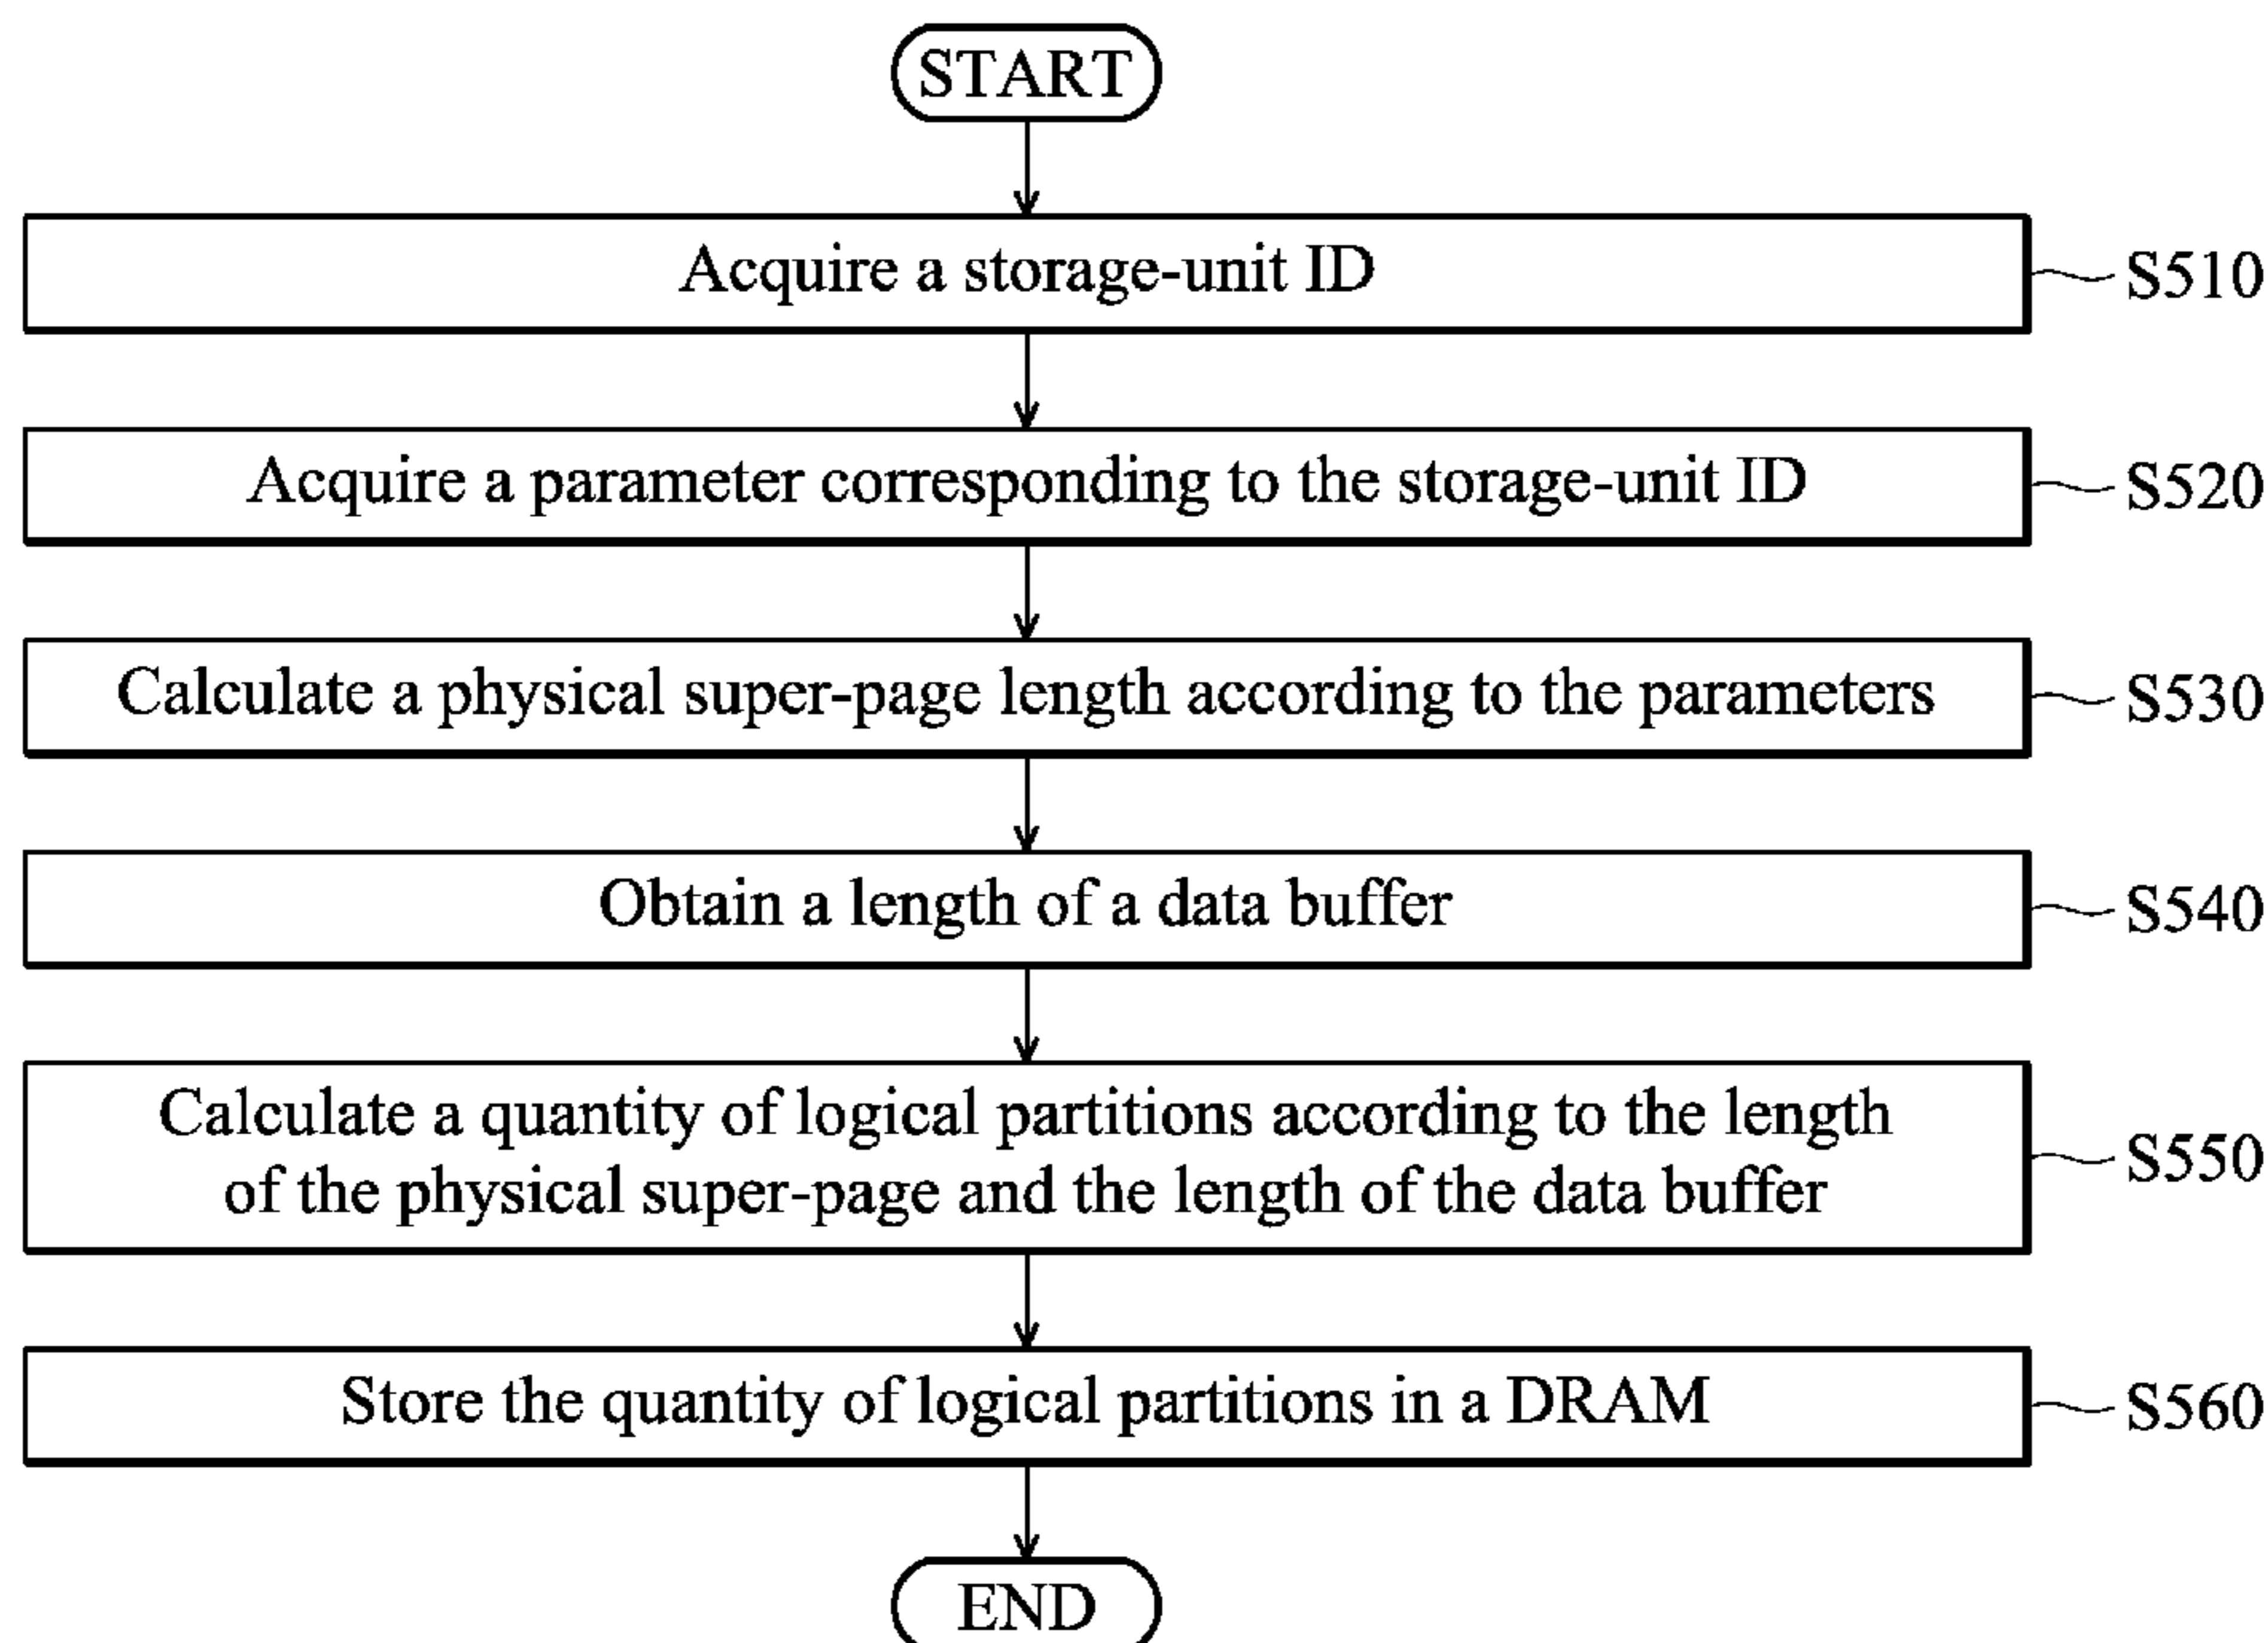 START
Acquire a storage-unit ID
S510
Acquire a parameter corresponding to the storage-unit ID
S520
Calculate a physical super-page length according to the parameters
S530
Obtain a length of a data buffer
S540
Calculate a quantity of logical partitions according to the length
of the physical super-page and the length of the data buffer
S550
Store the quantity of logical partitions in a DRAM
S560
END